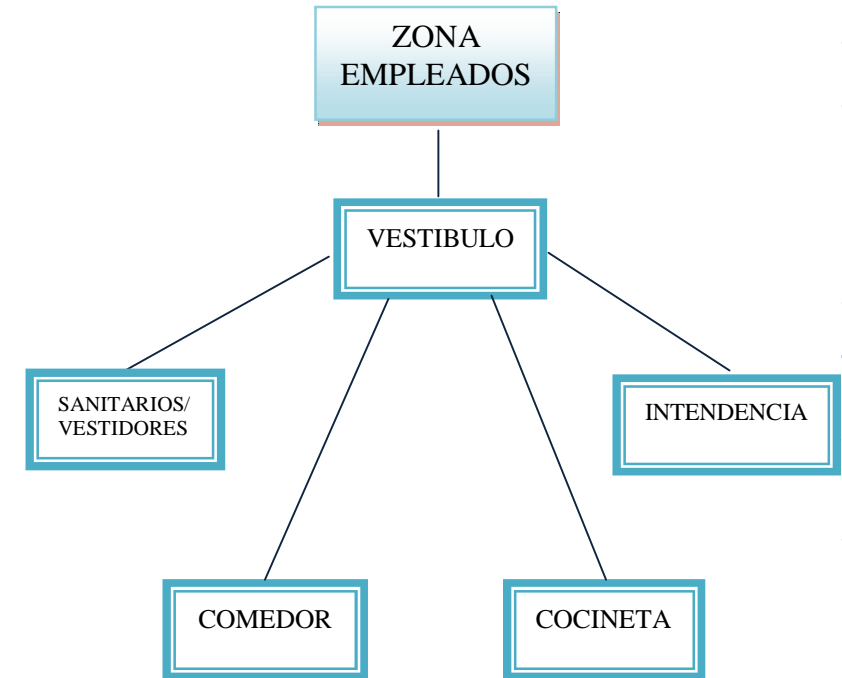 ZONA
EMPLEADOS
VESTIBULO
SANITARIOS/
VESTIDORES
INTENDENCIA
COMEDOR
COCINETA